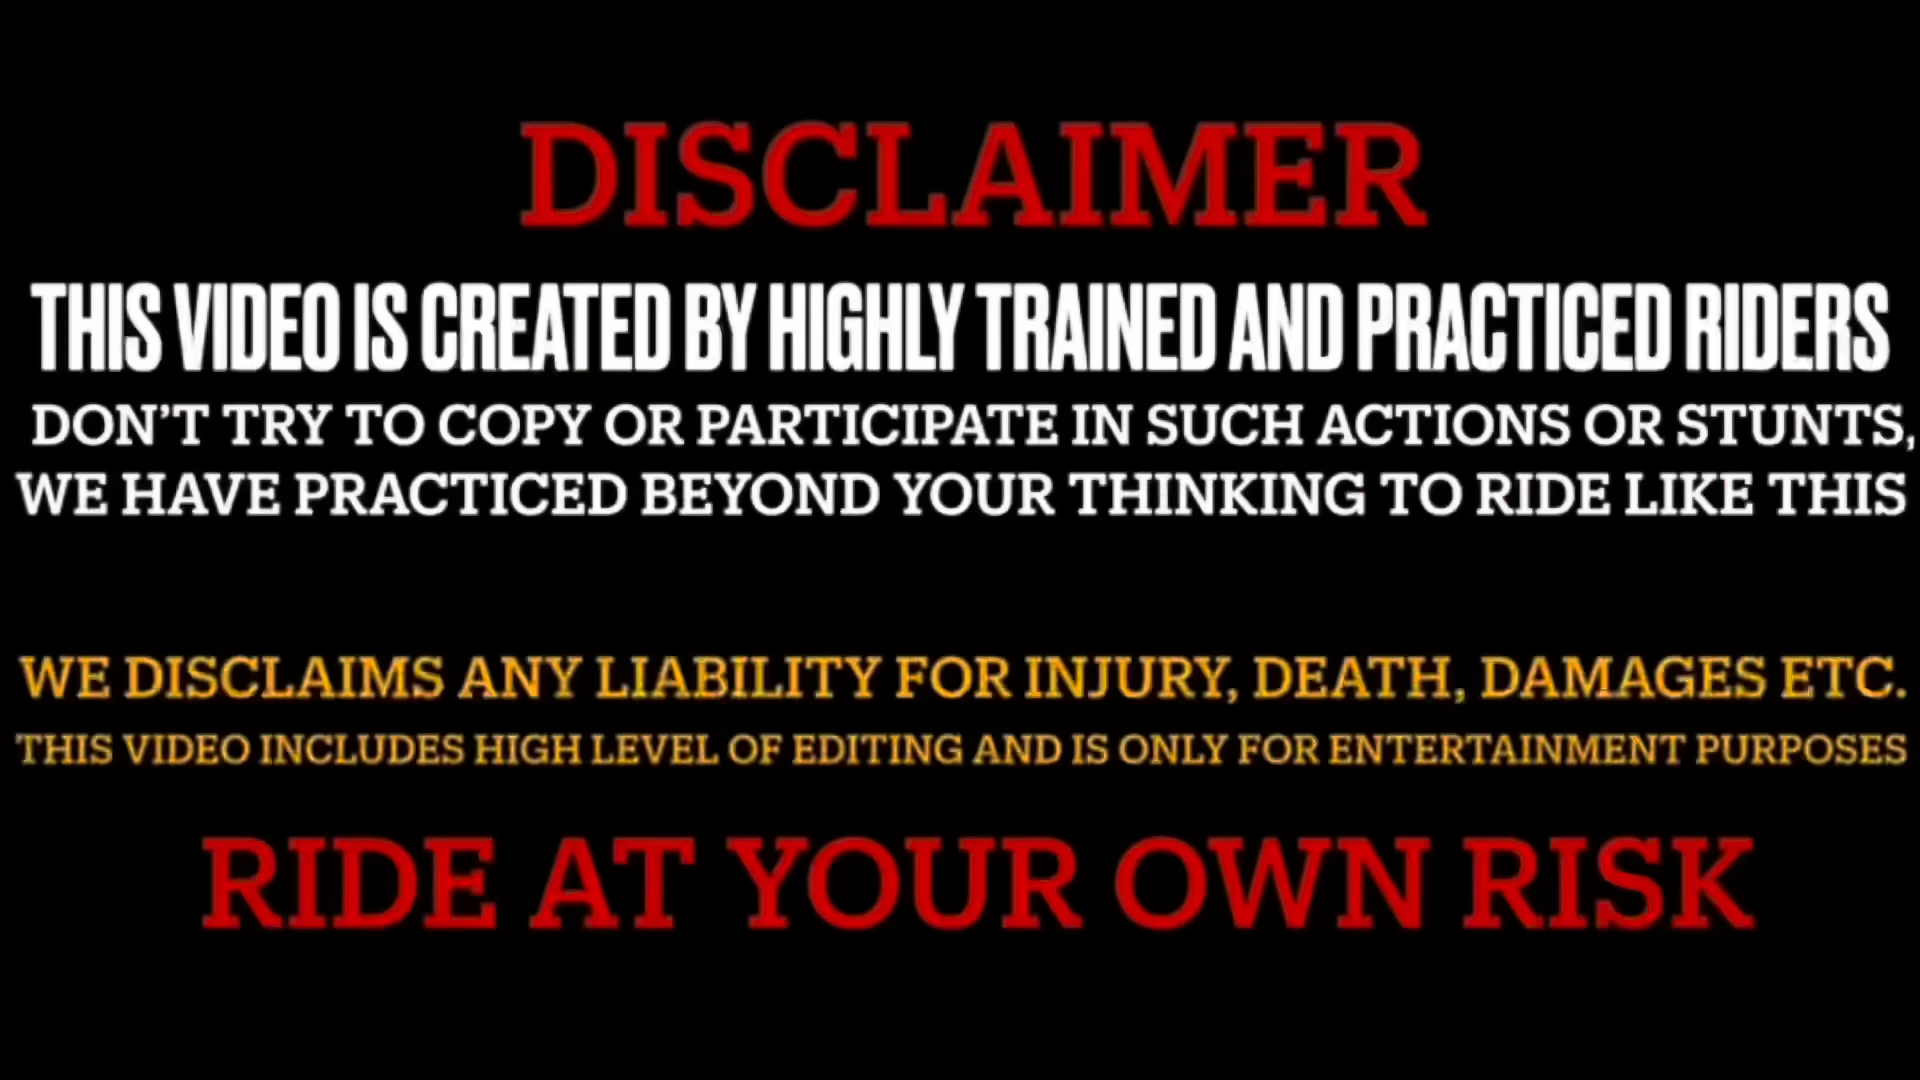 DISCLAIMER
THIS VIDEO IS CREATED BY HIGHLY TRAINED AND PRACTICED RIDERS
DON'T TRY TO COPY OR PARTICIPATE IN SUCH ACTIONS OR STUNTS,
WE HAVE PRACTICED BEYOND YOUR THINKING TO RIDE LIKE THIS
WE DISCLAIMS ANY LIABILITY FOR INJURY, DEATH, DAMAGES ETC.
THIS VIDEO INCLUDES HIGH LEVEL OF EDITING AND IS ONLY FOR ENTERTAINMENT PURPOSES
RIDE AT YOUR OWN RISK